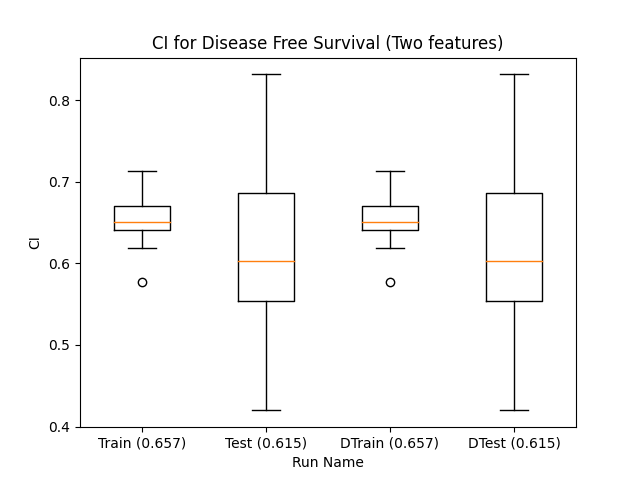 CI for Disease Free Survival (Two features)
CI
0.8
0.7
0.6
0.5
0.4
Train (0.657) Test (0.615) DTrain (0.657) DTest (0.615)
Run Name